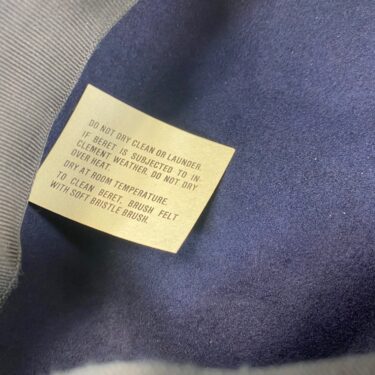 DO NOT DRY CLEAN OR LAUNDER.
IF BERET IS SUBJECTED TO IN-
CLEMENT WEATHER, DO NOT DRY
OVER HEAT.
DRY AT ROOM TEMPERATURE.
TO CLEAN BERET, BRUSH FELT
WITH SOFT BRISTLE BRUSH.